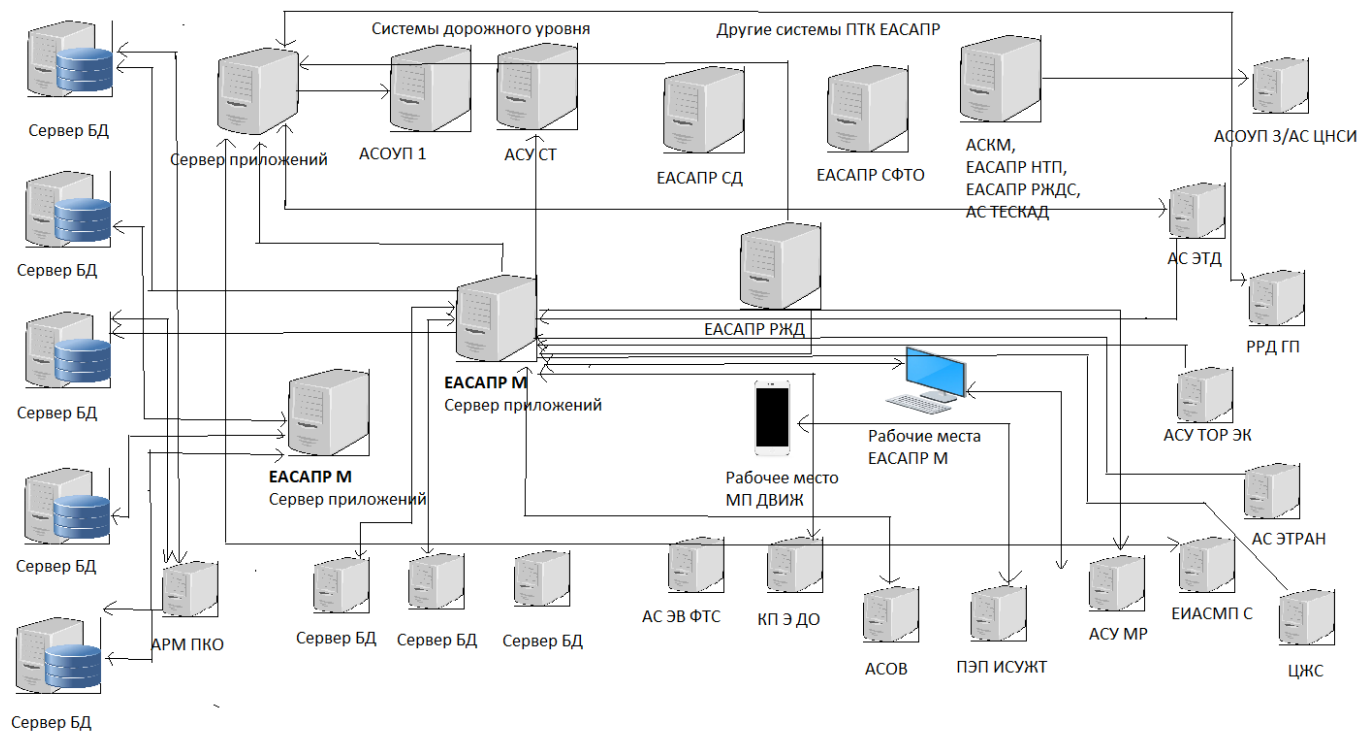 Системы дорожного уровня
Другие системы ПТК ЕАСАПР
Сервер БД
Сервер приложений
АСОУП 1
АСУ СТ
ЕАСАПР СД
ЕАСАПР СФТО
АСКМ,
ЕАСАПР НТП,
ЕАСАПР РЖДС,
АС ТЕСКАД
АСОУП 3/АС ЦНСИ
Сервер БД
АС ЭТД
ЕАСАПР РЖД
РРД ГП
Сервер БД
ЕАСАПР М
Сервер приложений
Рабочие места
ЕАСАПР М
АСУ ТОР ЭК
ЕАСАПР М
Сервер приложений
Рабочее место
МП ДВИЖ
АС ЭТРАН
Сервер БД
АРМ ПКО
Сервер БД
Сервер БД
Сервер БД
АС ЭВ ФТС
КП Э ДО
АСОВ
ПЭП ИСУЖТ
АСУ МР
ЕИАСМП С
ЦЖС
Сервер БД